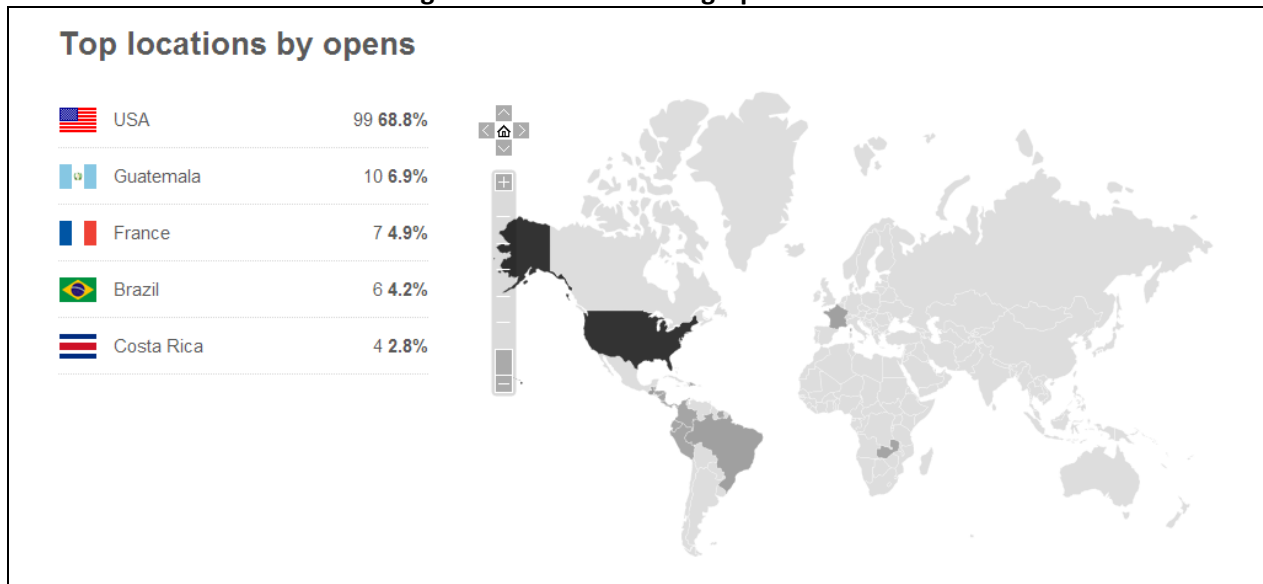 Top locations by opens
USA 99 68.8%
Guatemala 10 6.9%
France 7 4.9%
Brazil 6 4.2%
Costa Rica 4 2.8%